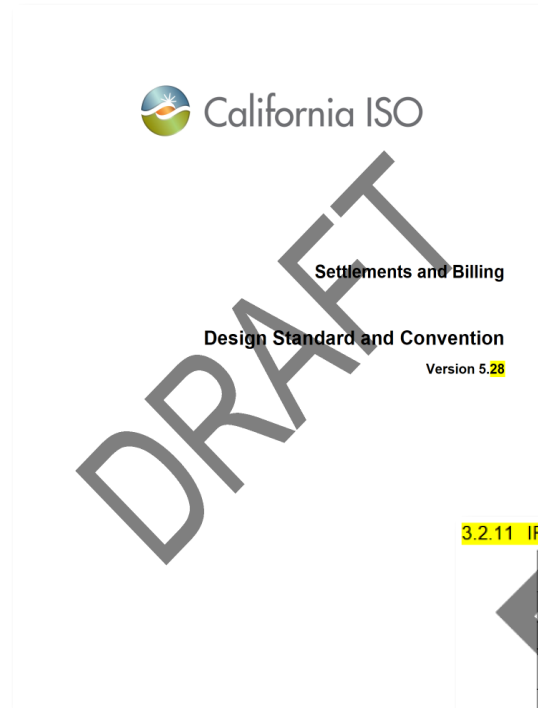 California ISO
DRAFT
Settlements and Billing
Design Standard and Convention
Version 5.28
3.2.11